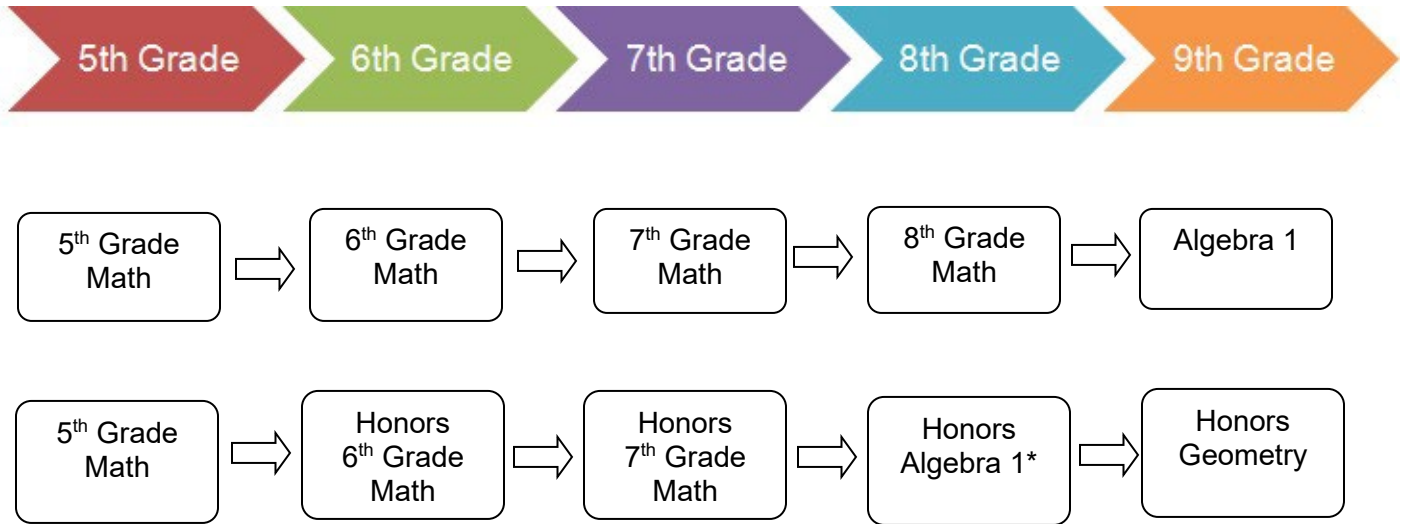 5th Grade
6th Grade
7th Grade
8th Grade
9th Grade
5th Grade
Math
6th Grade
Math
7th Grade
Math
8th Grade
Math
Algebra 1
5th Grade
Math
Honors
6th Grade
Math
Honors
7th Grade
Math
Honors
Algebra 1*
Honors
Geometry